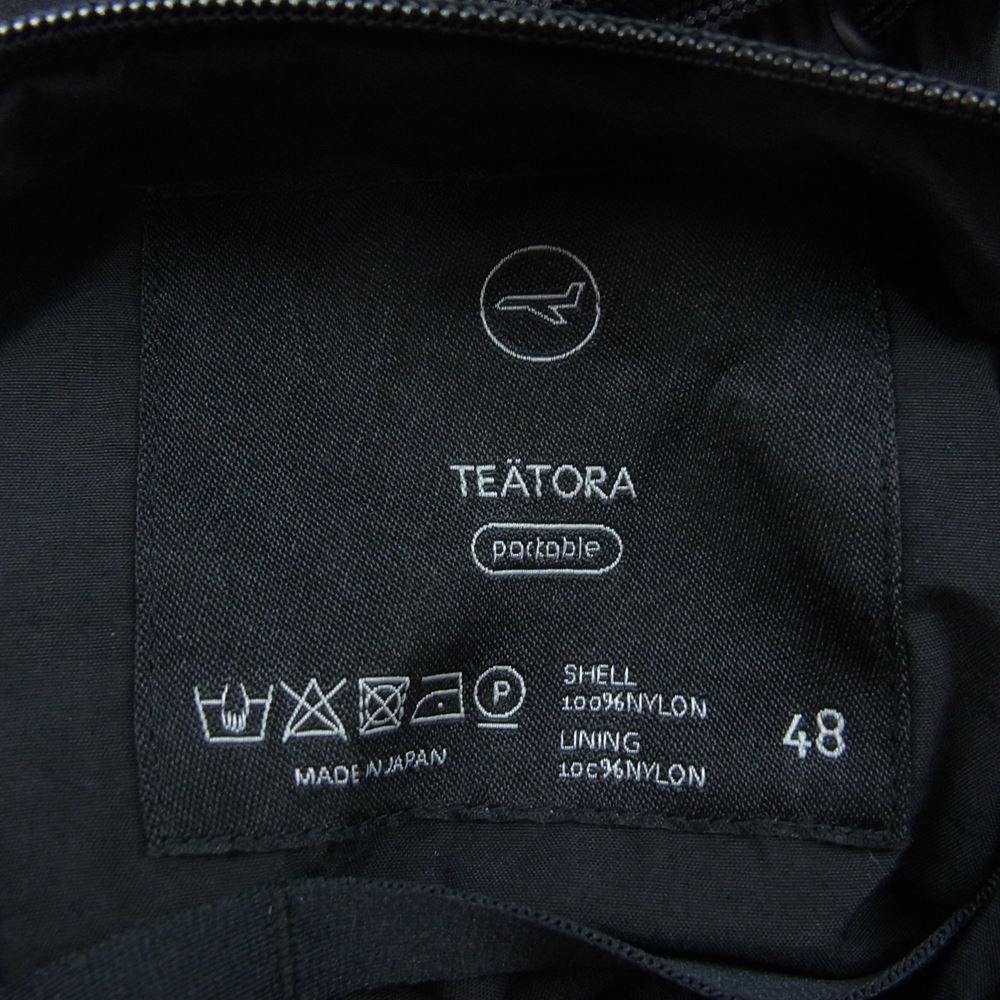 TEÄTORA
portable
P
MADE IN JAPAN
SHELL
100%NYLON
LINING
100%NYLON
48